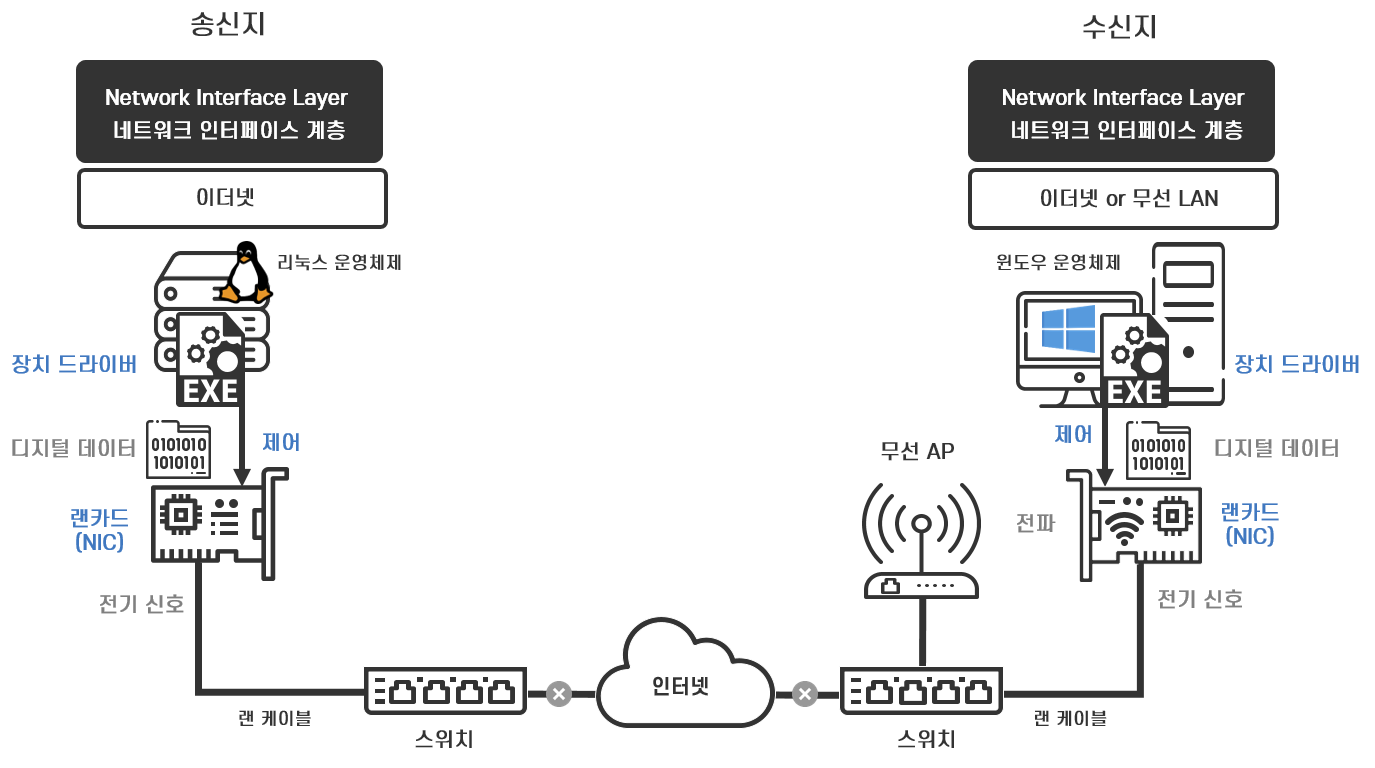 송신지
수신지
Network Interface Layer
네트워크 인터페이스 계층
Network Interface Layer
네트워크 인터페이스 계층
이더넷
이더넷 or 무선 LAN
리눅스 운영체제
윈도우 운영체제
장치 드라이버
EXE
EXE
장치 드라이버
디지털 데이터
0101010
1010101
제어
무선 AP
제어
0101010
1010101
디지털 데이터
랜카드
(NIC)
전파
랜카드
(NIC)
전기 신호
전기 신호
인터넷
랜 케이블
스위치
스위치
랜 케이블